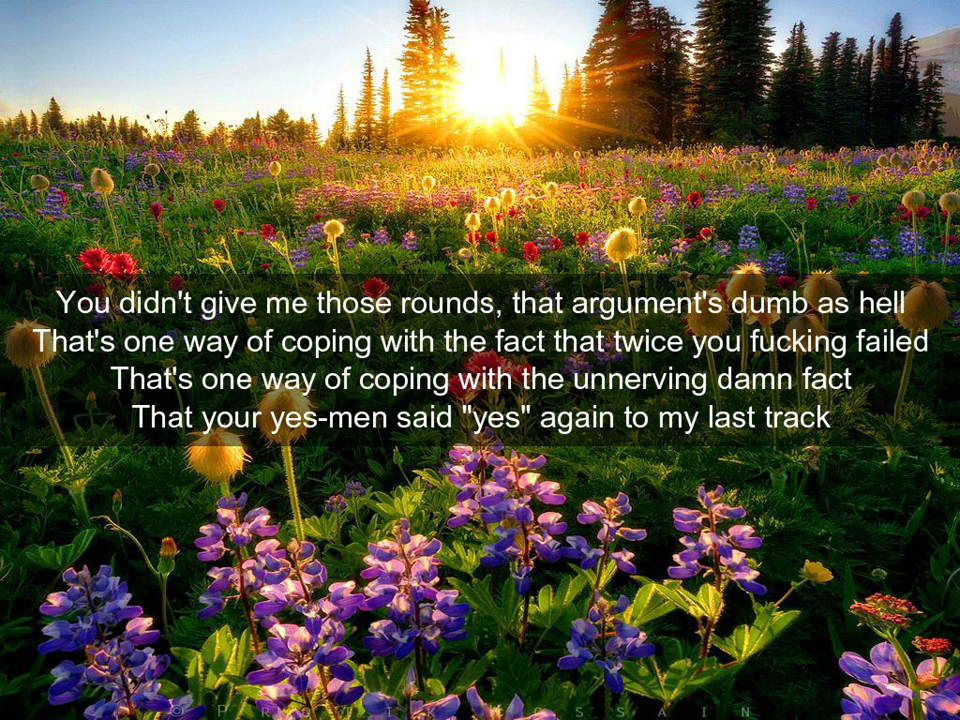 You didn't give me those rounds, that argument's dumb as hell
That's one way of coping with the fact that twice you fucking failed
That's one way of coping with the unnerving damn fact
That your yes-men said "yes" again to my last track